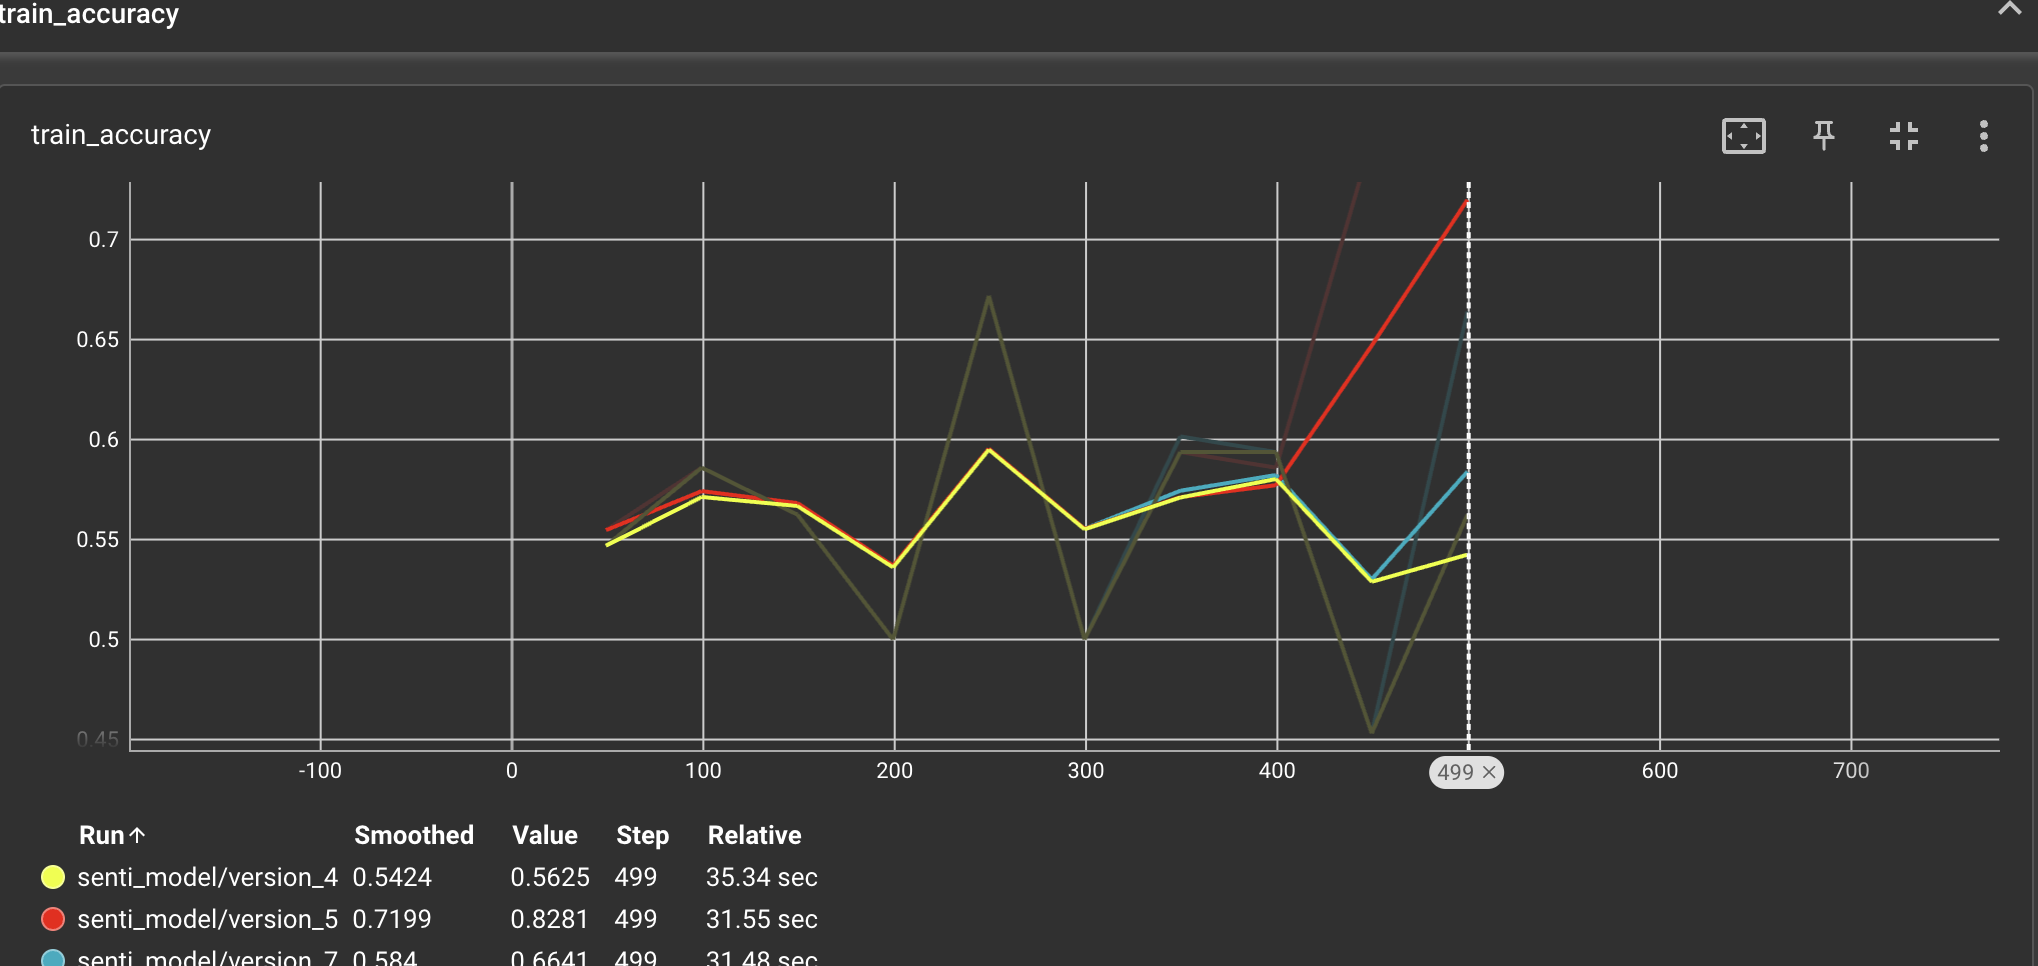 train_accuracy
train_accuracy
0.7
0.65
0.6
0.55
0.5
0.45
-100 0 100 200 300 400 499 600 700
Run Smoothed Value Step Relative
senti_model/version_4 0.5424 0.5625 499 35.34 sec
senti_model/version_5 0.7199 0.8281 499 31.55 sec
senti_model/version_7 0.584 0.6641 499 31.48 sec